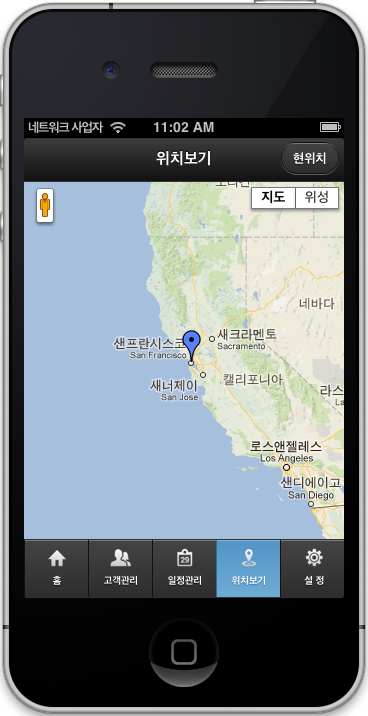 네트워크 사업자 11:02 AM
위치보기 현위치
지도 위성
네바다
샌프란시스코
San Francisco
새크라멘토
Sacramento
새너제이
San Jose
캘리포니아
라스
La
로스앤젤레스
Los Angeles
샌디에이고
San Diego
29
홈 고객관리 일정관리 위치보기 설 정